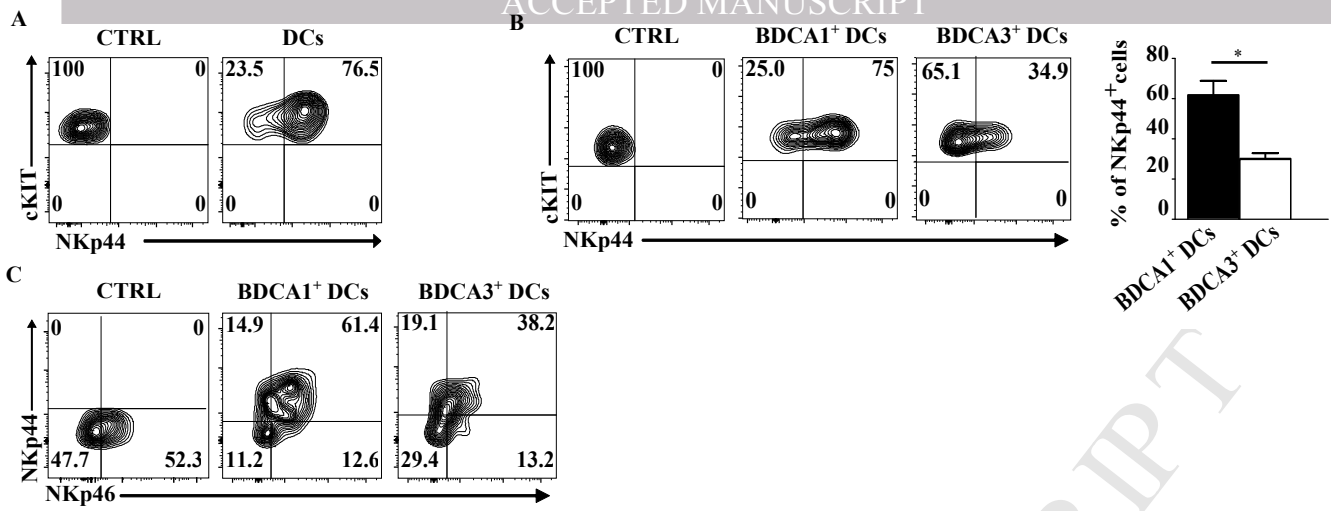 ACCEPTED MANUSCRIPT
A
CTRL
DCs
100
0
0
0
23.5
76.5
0
0
cKIT
NKp44
B
CTRL
BDCA1+ DCs
BDCA3+ DCs
100
0
0
0
25.0
75
0
0
65.1
34.9
0
0
cKIT
NKp44
% of NKp44+cells
80
60
40
20
0
*
BDCA1+ DCs
BDCA3+ DCs
C
CTRL
BDCA1+ DCs
BDCA3+ DCs
0
0
47.7
52.3
14.9
61.4
11.2
12.6
19.1
38.2
29.4
13.2
NKp44
NKp46
RIPT